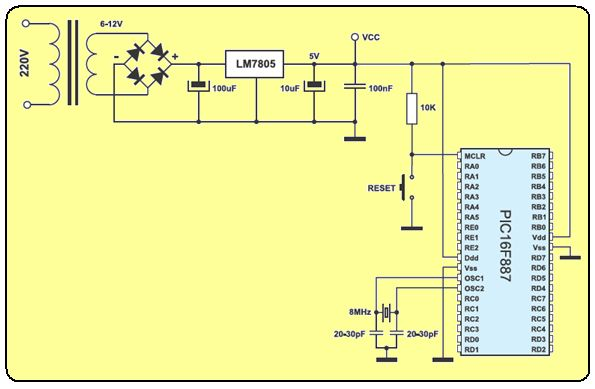 220V
6-12V
-
+
LM7805
5V
VCC
100uF
10uF
100nF
10K
RESET
PIC16F887
MCLR
RA0
RA1
RA2
RA3
RA4
RA5
RE0
RE1
RE2
Ddd
Vss
OSC1
OSC2
RC0
RC1
RC2
RC3
RD0
RD1
RB7
RB6
RB5
RB4
RB3
RB2
RB1
RB0
Vdd
Vss
RD7
RD6
RD5
RD4
RC7
RC6
RC5
RC4
RD3
RD2
8MHz
20-30pF
20-30pF